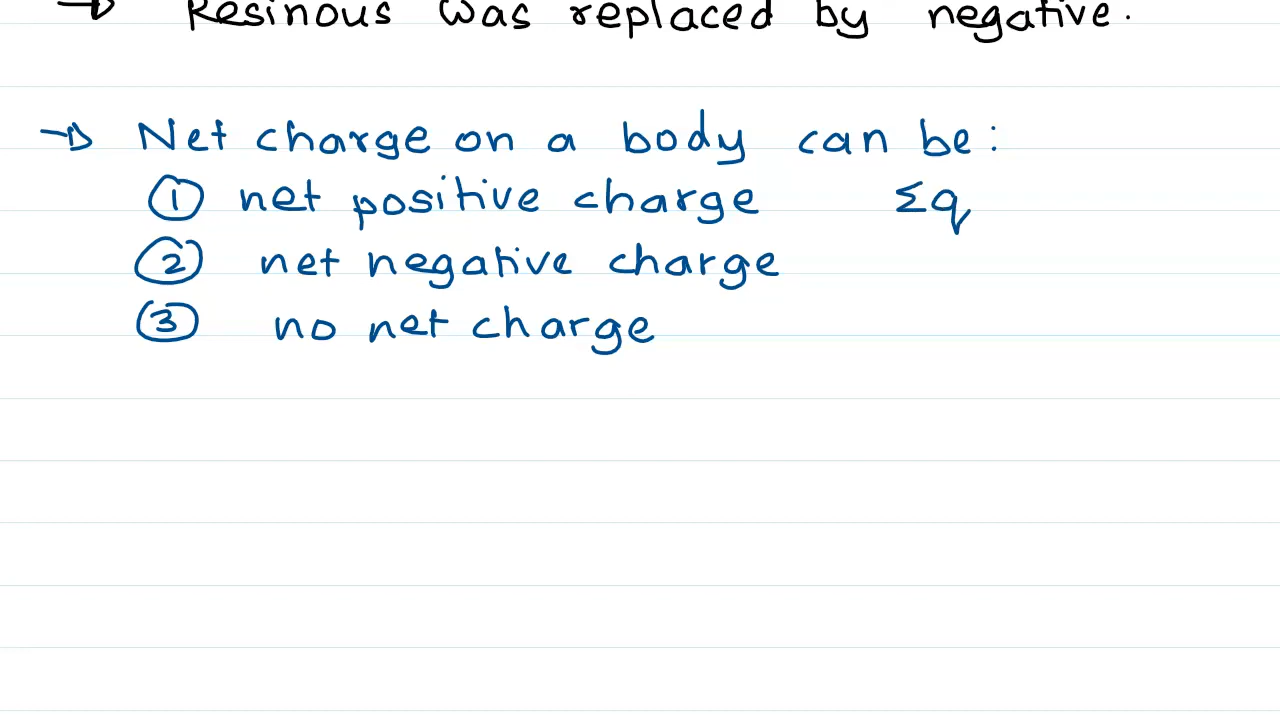 → Resinous was replaced by negative.
→ Net charge on a body can be:
① net positive charge Σq
② net negative charge
③ no net charge